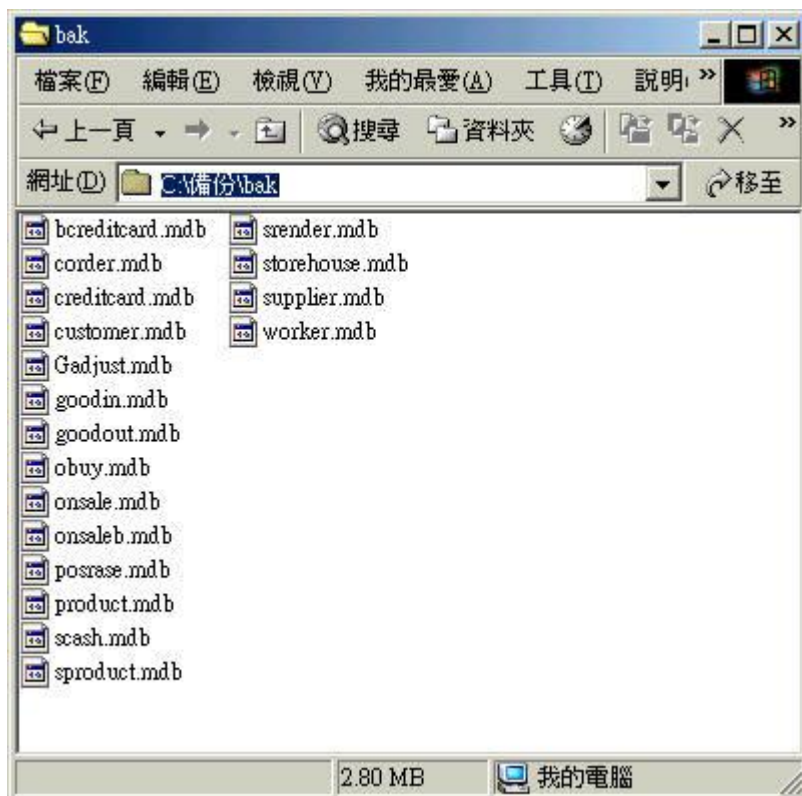 bak
檔案(F) 編輯(E) 檢視(V) 我的最愛(A) 工具(T) 說明 »
上一頁 搜尋 資料夾 »
網址(D) C:\備份\bak 移至
bcreditcard.mdb
corder.mdb
creditcard.mdb
customer.mdb
Gadjust.mdb
goodin.mdb
goodout.mdb
obuy.mdb
onsale.mdb
onsaleb.mdb
posrase.mdb
product.mdb
scash.mdb
sproduct.mdb
srender.mdb
storehouse.mdb
supplier.mdb
worker.mdb
2.80 MB 我的電腦